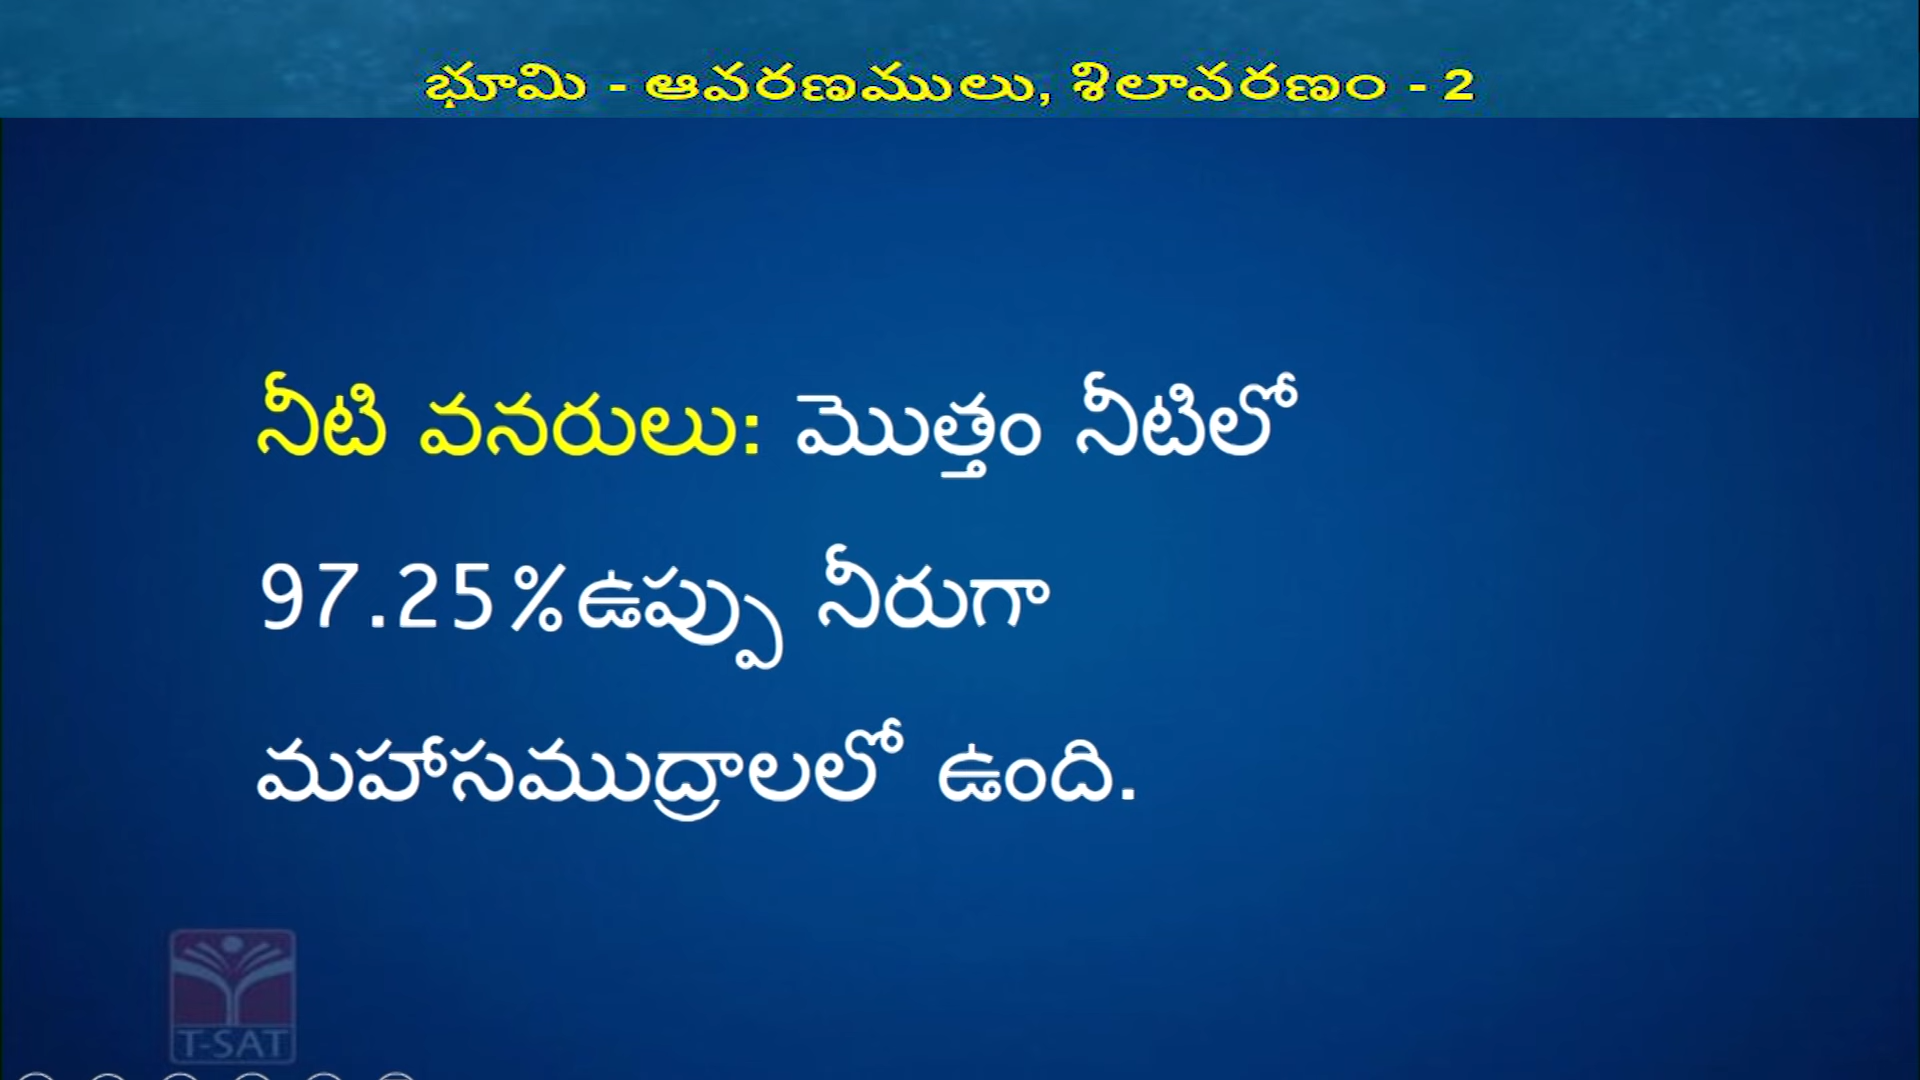 భూమి - ఆవరణములు, శిలావరణం - 2
నీటి వనరులు: మొత్తం నీటిలో
97.25%ఉప్పు నీరుగా
మహాసముద్రాలలో ఉంది.
T-SAT